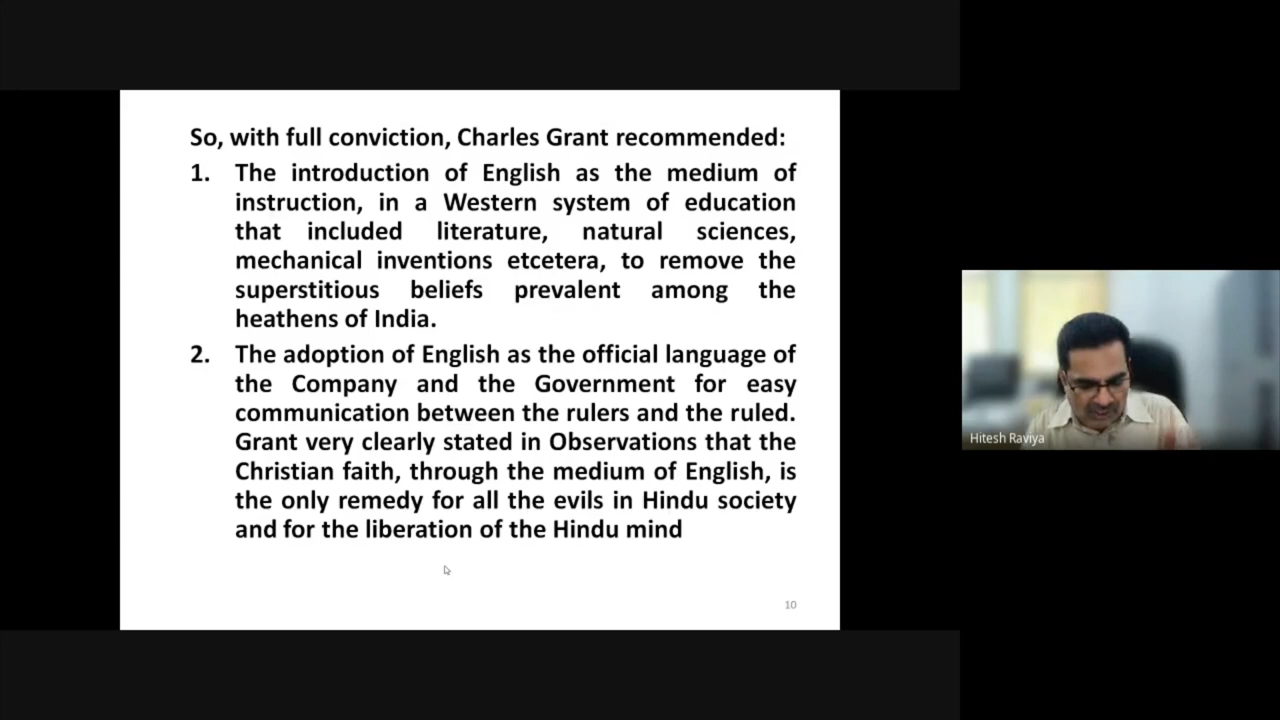 So, with full conviction, Charles Grant recommended:
1. The introduction of English as the medium of
instruction, in a Western system of education
that included literature, natural sciences,
mechanical inventions etcetera, to remove the
superstitious beliefs prevalent among the
heathens of India.
2. The adoption of English as the official language of
the Company and the Government for easy
communication between the rulers and the ruled.
Grant very clearly stated in Observations that the
Christian faith, through the medium of English, is
the only remedy for all the evils in Hindu society
and for the liberation of the Hindu mind
10
Hitesh Raviya